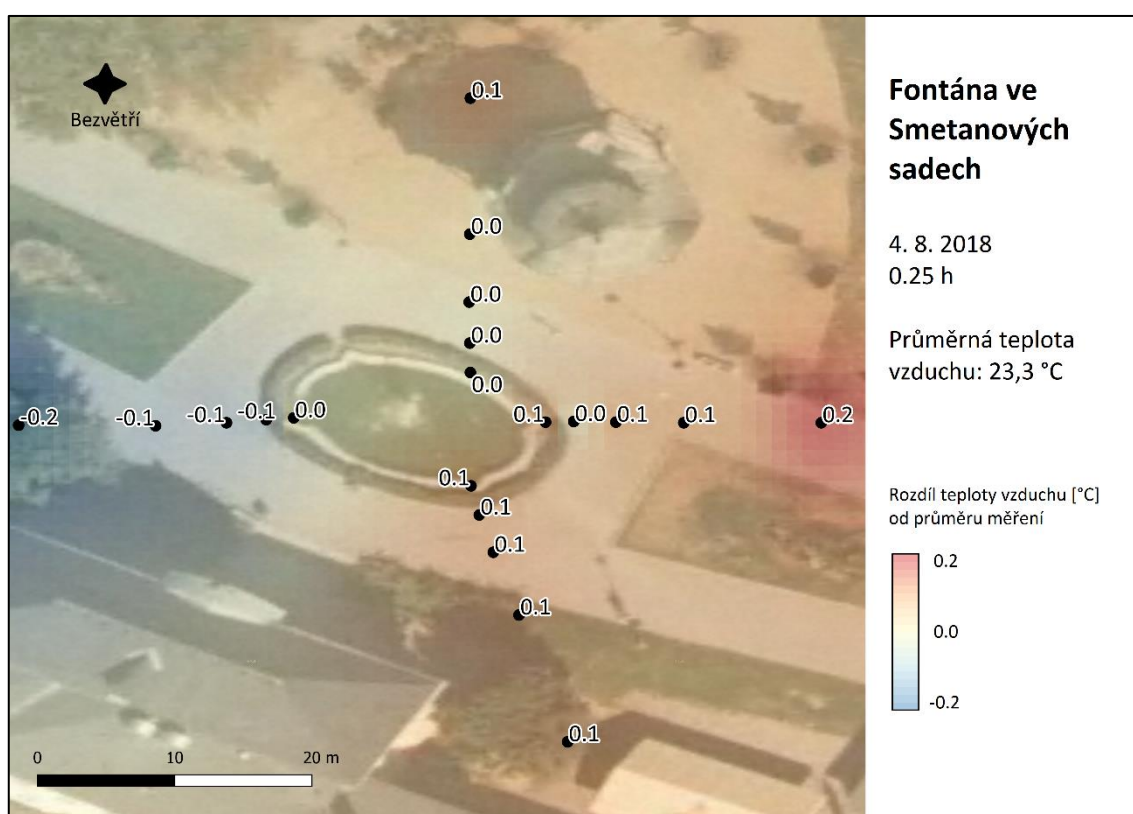 Bezvětří
0.1
0.0
0.0
0.0
0.0
-0.2
-0.1
-0.1
-0.1
0.0
0.1
0.0
0.1
0.1
0.2
0.1
0.1
0.1
0.1
0.1
0 10 20 m
Fontána ve
Smetanových
sadech
4. 8. 2018
0.25 h
Průměrná teplota
vzduchu: 23,3 °C
Rozdíl teploty vzduchu [°C]
od průměru měření
0.2
0.0
-0.2